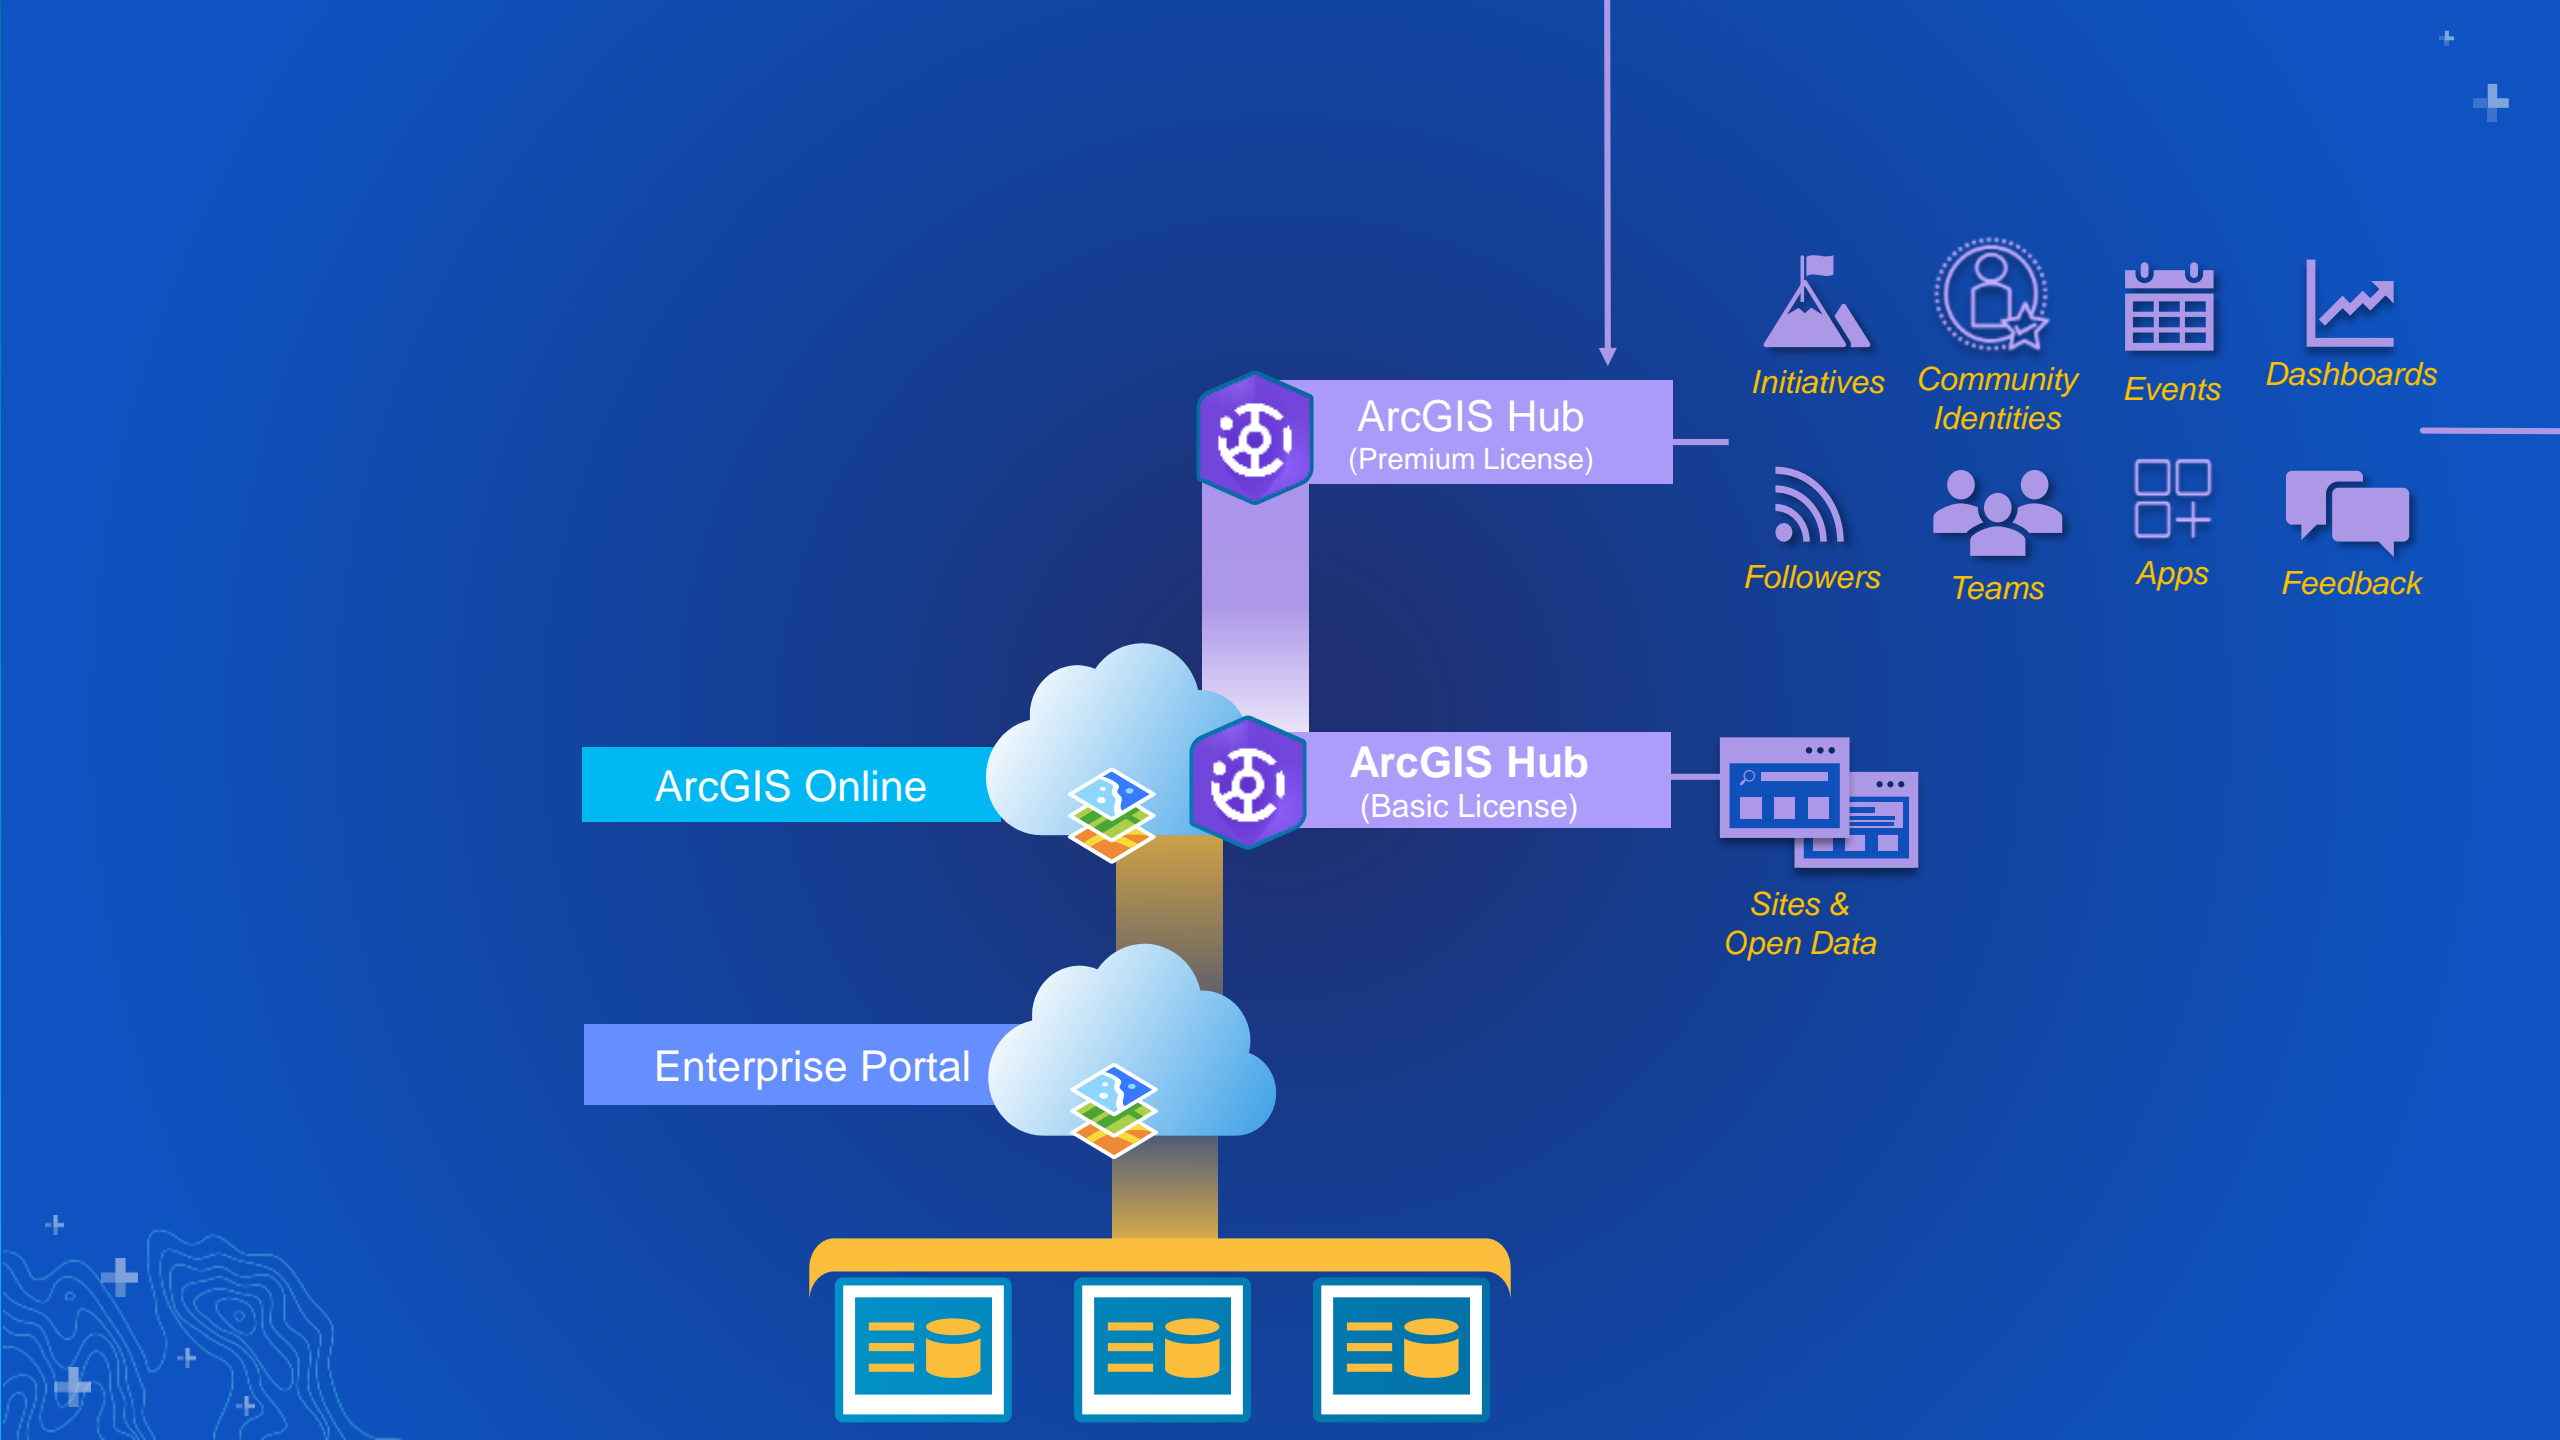 Initiatives
Community
Identities
Events
Dashboards
ArcGIS Hub
(Premium License)
Followers
Teams
Apps
Feedback
ArcGIS Online
ArcGIS Hub
(Basic License)
Sites &
Open Data
Enterprise Portal